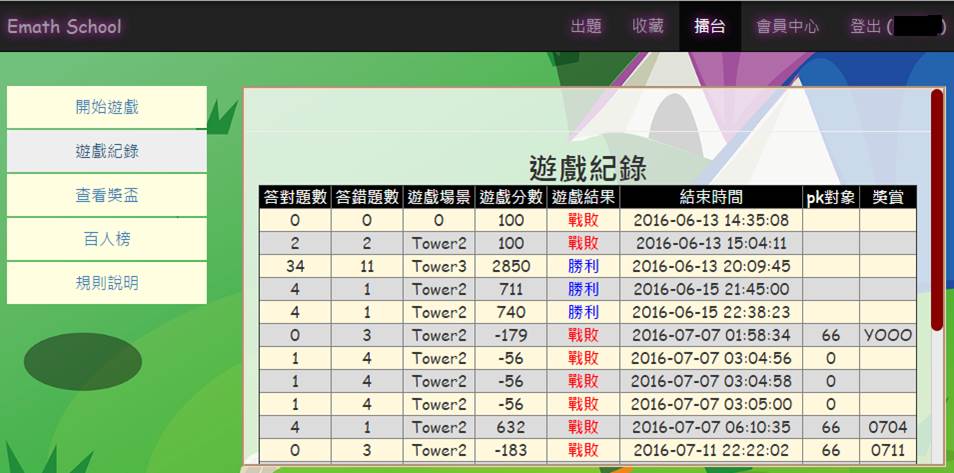 Emath School 出題 收藏 擂台 會員中心 登出 ( )
開始遊戲
遊戲紀錄
查看獎盃
百人榜
規則說明
遊戲紀錄
答對題數 答錯題數 遊戲場景 遊戲分數 遊戲結果 結束時間 pk對象 獎賞
0 0 0 100 戰敗 2016-06-13 14:35:08
2 2 Tower2 100 戰敗 2016-06-13 15:04:11
34 11 Tower3 2850 勝利 2016-06-13 20:09:45
4 1 Tower2 711 勝利 2016-06-15 21:45:00
4 1 Tower2 740 勝利 2016-06-15 22:38:23
0 3 Tower2 -179 戰敗 2016-07-07 01:58:34 66 YOOO
1 4 Tower2 -56 戰敗 2016-07-07 03:04:56 0
1 4 Tower2 -56 戰敗 2016-07-07 03:04:58 0
1 4 Tower2 -56 戰敗 2016-07-07 03:05:00 0
4 1 Tower2 632 戰敗 2016-07-07 06:10:35 66 0704
0 3 Tower2 -183 戰敗 2016-07-11 22:22:02 66 0711